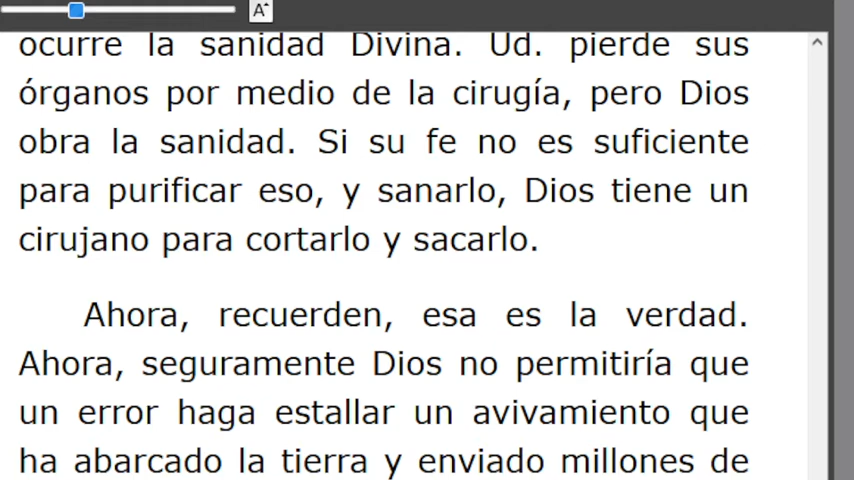 A
ocurre la sanidad Divina. Ud. pierde sus
órganos por medio de la cirugía, pero Dios
obra la sanidad. Si su fe no es suficiente
para purificar eso, y sanarlo, Dios tiene un
cirujano para cortarlo y sacarlo.
Ahora, recuerden, esa es la verdad.
Ahora, seguramente Dios no permitiría que
un error haga estallar un avivamiento que
ha abarcado la tierra y enviado millones de